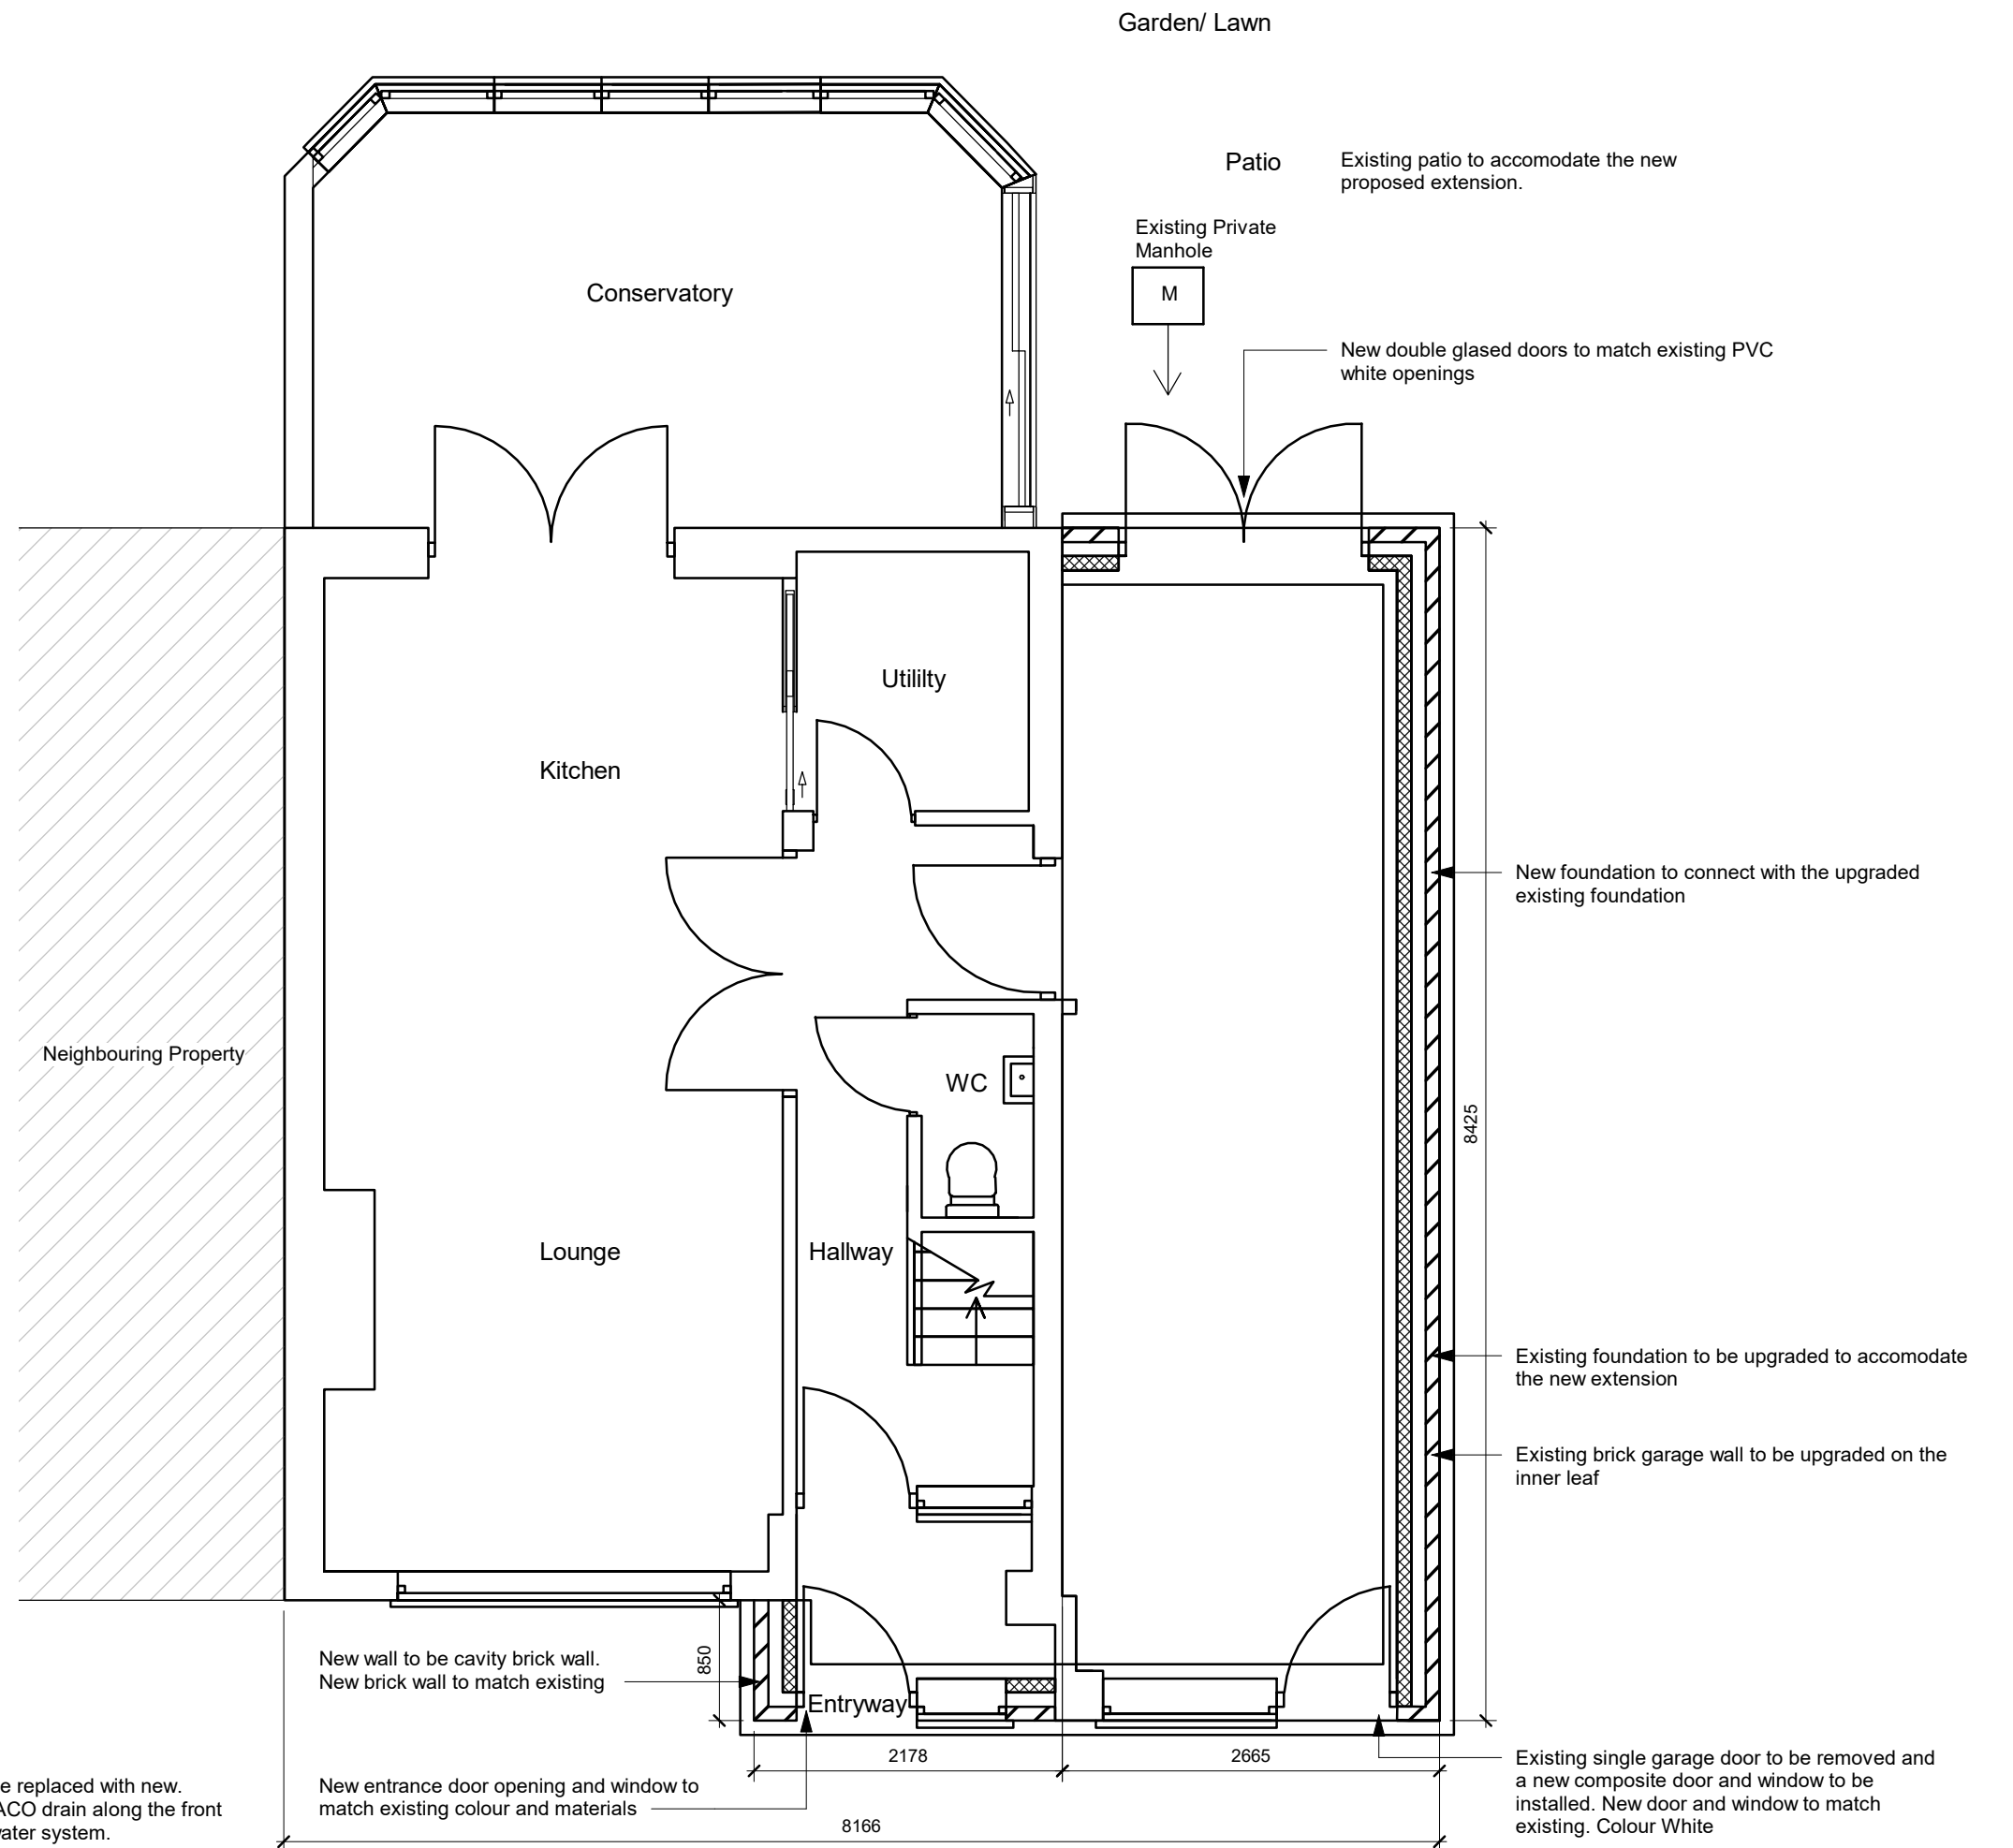 Garden/ Lawn
Patio
Existing patio to accomodate the new
proposed extension.
Existing Private
Manhole
M
Conservatory
New double glased doors to match existing PVC
white openings
Utililty
Kitchen
New foundation to connect with the upgraded
existing foundation
Neighbouring Property
WC
8425
Lounge
Hallway
Existing foundation to be upgraded to accomodate
the new extension
Existing brick garage wall to be upgraded on the
inner leaf
New wall to be cavity brick wall.
New brick wall to match existing
850
Entryway
2178
2665
Existing single garage door to be removed and
a new composite door and window to be
installed. New door and window to match
existing. Colour White
e replaced with new.
ACO drain along the front
water system.
New entrance door opening and window to
match existing colour and materials
8166